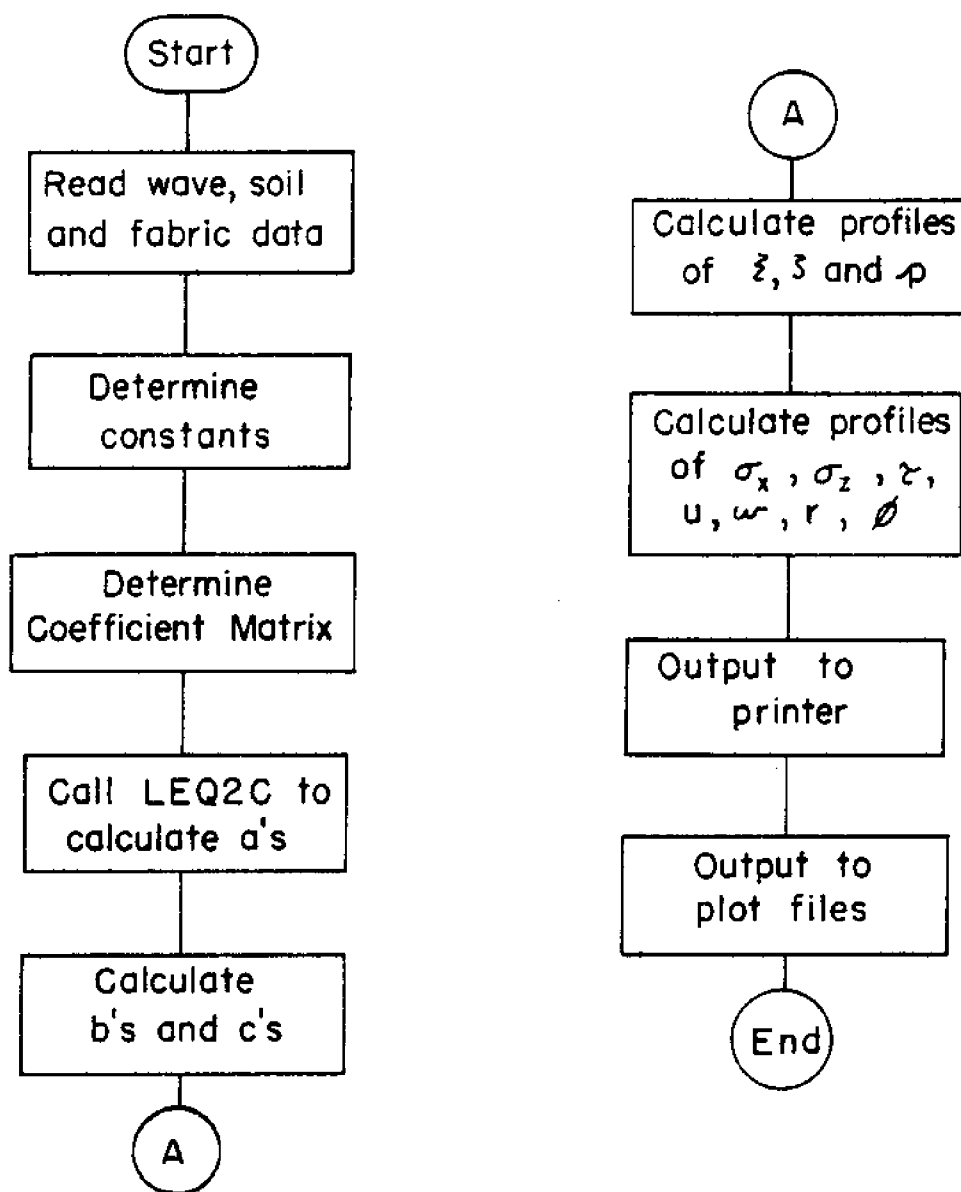 Start
Read wave, soil
and fabric data
Determine
constants
Determine
Coefficient Matrix
Call LEQ2C to
calculate a's
Calculate
b's and c's
A
A
Calculate profiles
of ξ, ζ and p
Calculate profiles
of σx, σz, τ,
u, w, r, ø
Output to
printer
Output to
plot files
End